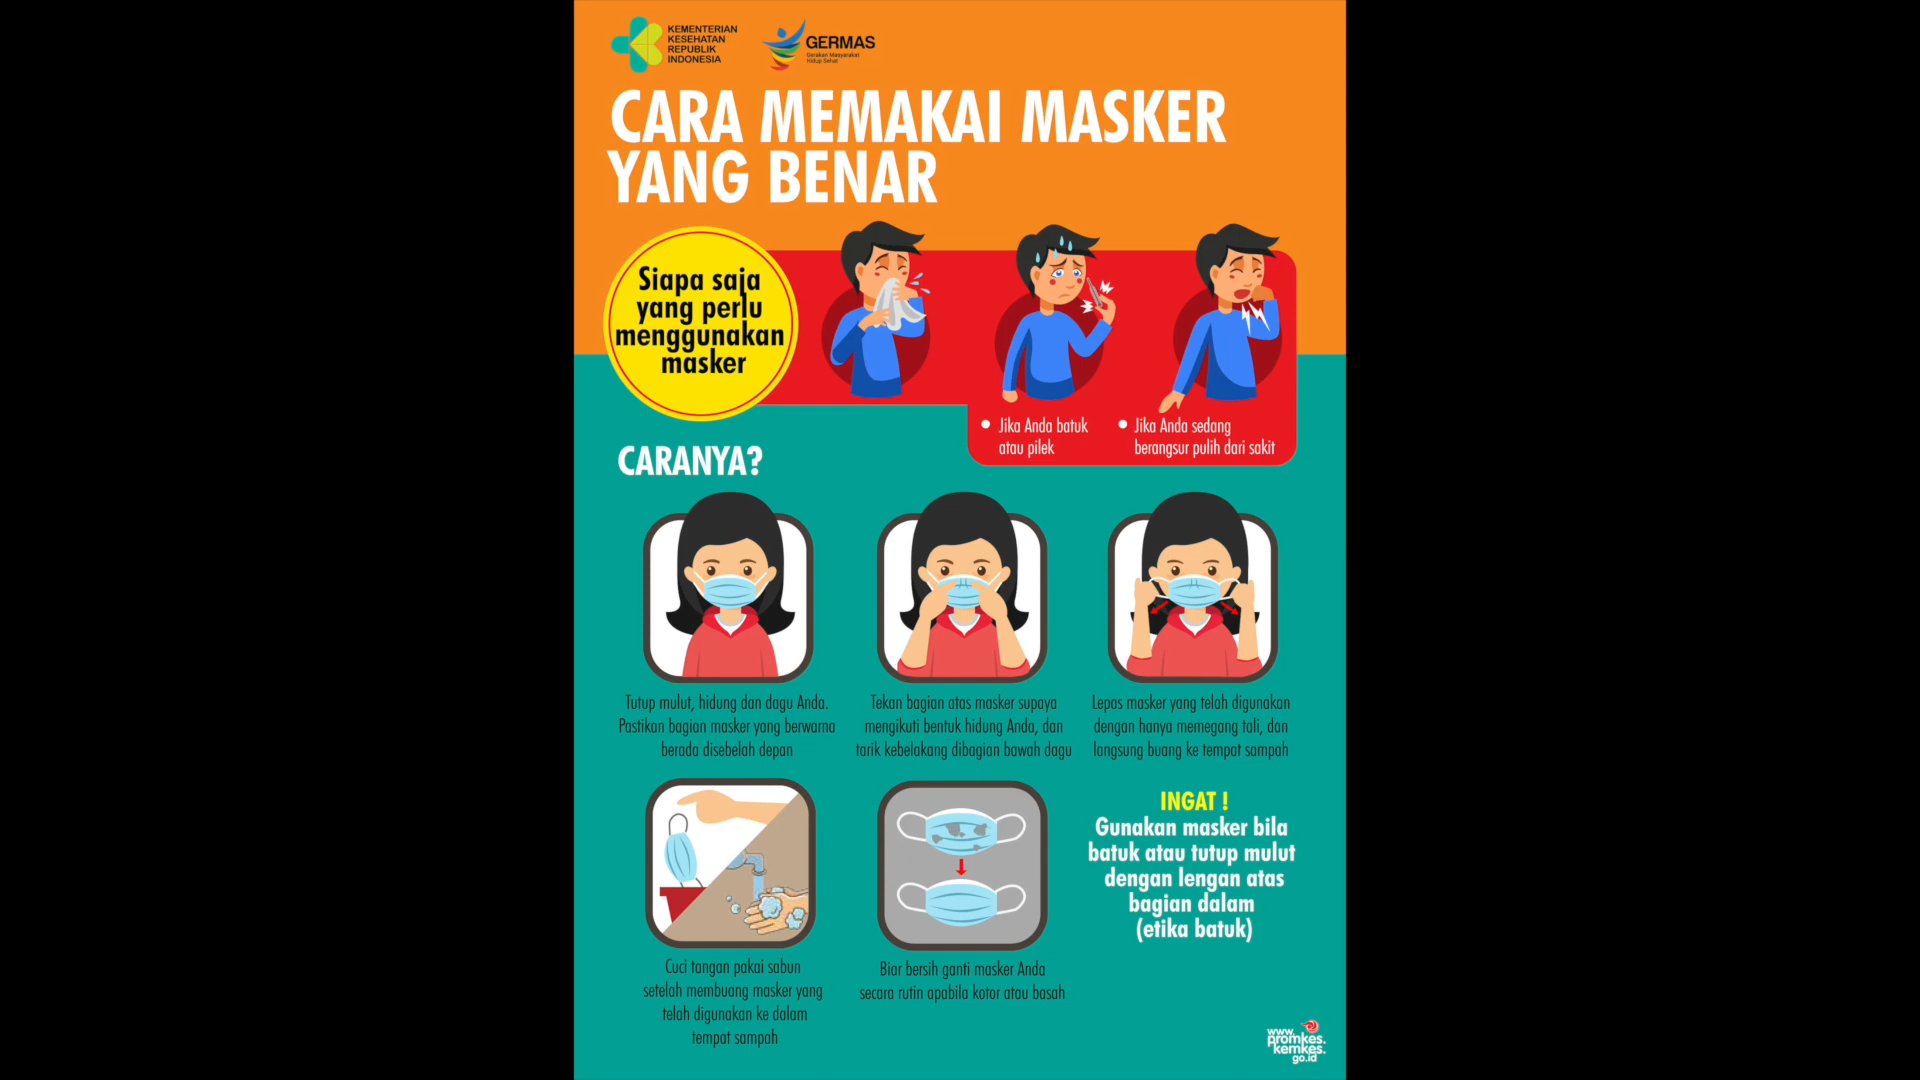 KEMENTERIAN
KESEHATAN
REPUBLIK
INDONESIA
GERMAS
Gerakan Masyarakat
Hidup Sehat
CARA MEMAKAI MASKER
YANG BENAR
Siapa saja
yang perlu
menggunakan
masker
Jika Anda batuk
atau pilek
Jika Anda sedang
berangsur pulih dari sakit
CARANYA?
Tutup mulut, hidung dan dagu Anda.
Pastikan bagian masker yang berwarna
berada disebelah depan
Tekan bagian atas masker supaya
mengikuti bentuk hidung Anda, dan
tarik kebelakang dibagian bawah dagu
Lepas masker yang telah digunakan
dengan hanya memegang tali, dan
langsung buang ke tempat sampah
Cuci tangan pakai sabun
setelah membuang masker yang
telah digunakan ke dalam
tempat sampah
Biar bersih ganti masker Anda
secara rutin apabila kotor atau basah
INGAT !
Gunakan masker bila
batuk atau tutup mulut
dengan lengan atas
bagian dalam
(etika batuk)
www.
promkes.
kemkes.
go.id